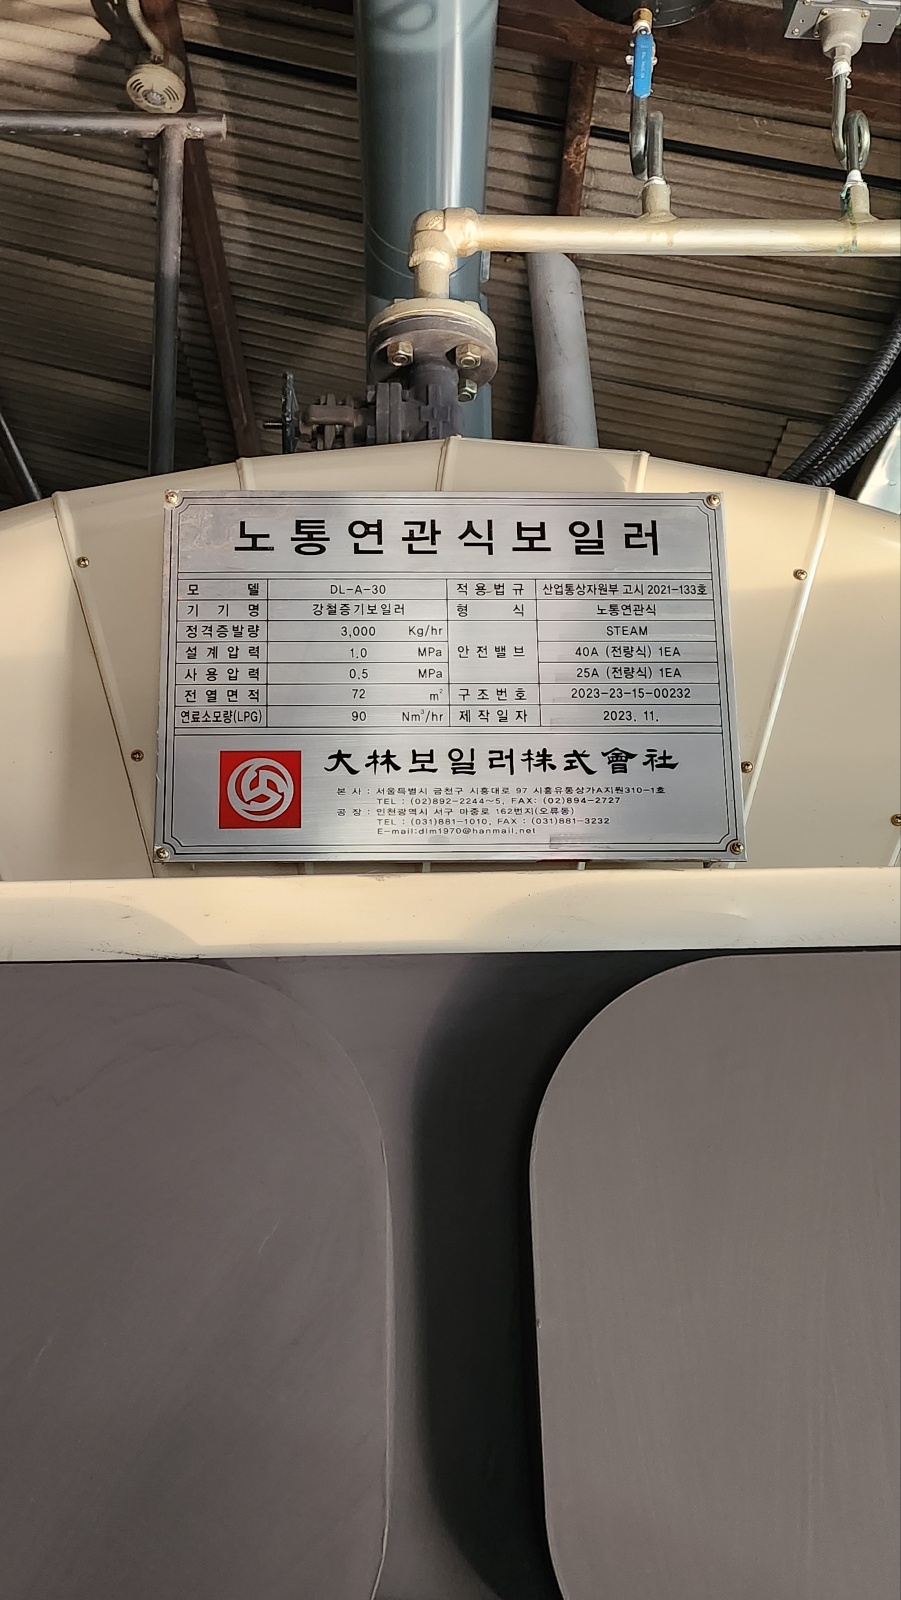 노통연관식보일러
모 델 DL-A-30 적용법규 산업통상자원부 고시 2021-133호
기 기 명 강철증기보일러 형 식 노통연관식
정격증발량 3,000 Kg/hr 안전밸브 STEAM
설계압력 1.0 MPa 40A (전량식) 1EA
사용압력 0.5 MPa 25A (전량식) 1EA
전열면적 72 m² 구조번호 2023-23-15-00232
연료소모량(LPG) 90 Nm³/hr 제작일자 2023. 11.
大林보일러株式會社
본 사 : 서울특별시 금천구 시흥대로 97 시흥유통상가A지원310-1호
TEL : (02)892-2244~5, FAX: (02)894-2727
공 장 : 인천광역시 서구 마중로 162번지(오류동)
TEL : (031)881-1010, FAX : (031)881-3232
E-mail:dlm1970@hanmail.net